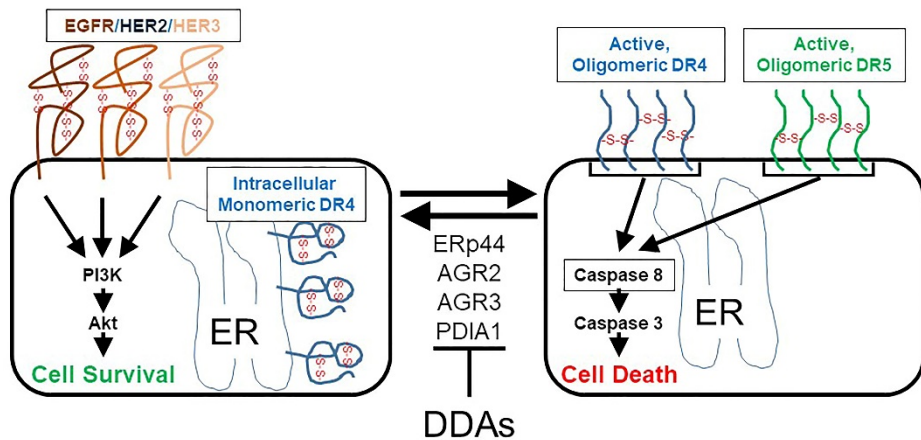 EGFR/HER2/HER3
S-S
S-S
S-S
S-S
S-S
S-S
S-S
S-S
S-S
Intracellular
Monomeric DR4
S-S
S-S
S-S
S-S
S-S
S-S
PI3K
Akt
Cell Survival
ER
ERp44
AGR2
AGR3
PDIA1
DDAs
Active,
Oligomeric DR4
-S-S-
-S-S-
-S-S-
Active,
Oligomeric DR5
-S-S-
-S-S-
-S-S-
Caspase 8
Caspase 3
Cell Death
ER